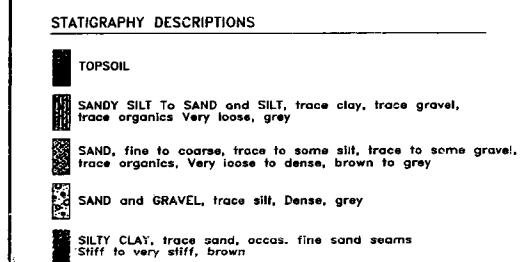 STATIGRAPHY DESCRIPTIONS
TOPSOIL
SANDY SILT To SAND and SILT, trace clay, trace gravel,
trace organics Very loose, grey
SAND, fine to coarse, trace to some silt, trace to some gravel,
trace organics, Very loose to dense, brown to grey
SAND and GRAVEL, trace silt, Dense, grey
SILTY CLAY, trace sand, occas. fine sand seams
Stiff to very stiff, brown